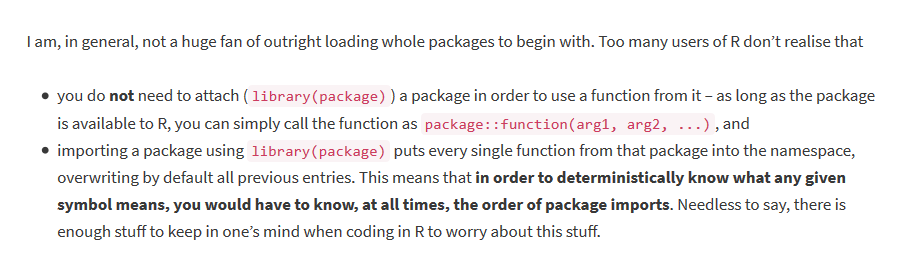 I am, in general, not a huge fan of outright loading whole packages to begin with. Too many users of R don’t realise that
• you do not need to attach ( library(package) ) a package in order to use a function from it – as long as the package
is available to R, you can simply call the function as package::function(arg1, arg2, ...) , and
• importing a package using library(package) puts every single function from that package into the namespace,
overwriting by default all previous entries. This means that in order to deterministically know what any given
symbol means, you would have to know, at all times, the order of package imports. Needless to say, there is
enough stuff to keep in one’s mind when coding in R to worry about this stuff.